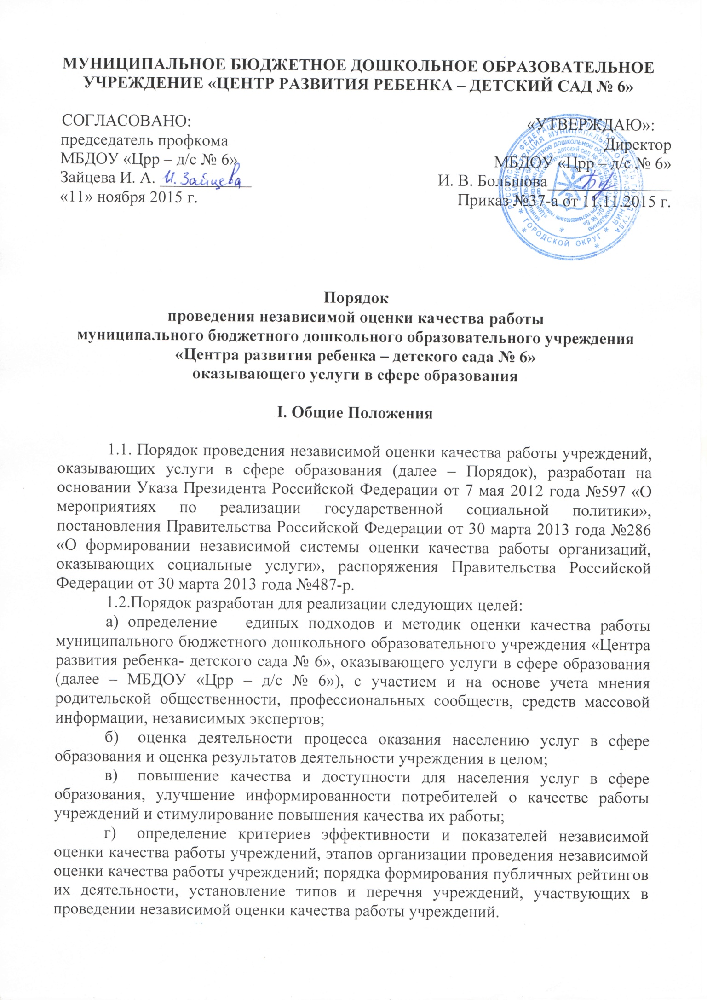 МУНИЦИПАЛЬНОЕ БЮДЖЕТНОЕ ДОШКОЛЬНОЕ ОБРАЗОВАТЕЛЬНОЕ
УЧРЕЖДЕНИЕ «ЦЕНТР РАЗВИТИЯ РЕБЕНКА – ДЕТСКИЙ САД № 6»
СОГЛАСОВАНО:
председатель профкома
МБДОУ «Црр – д/с № 6»
Зайцева И. А. И. Зайцева
«11» ноября 2015 г.
«УТВЕРЖДАЮ»:
Директор
МБДОУ «Црр – д/с № 6»
И. В. Большова
Приказ №37-а от 11.11.2015 г.
РОССИЙСКАЯ ФЕДЕРАЦИЯ * ТУЛЬСКАЯ ОБЛАСТЬ ГОРОД ТУЛА
АДМИНИСТРАЦИЯ МУНИЦИПАЛЬНОГО ОБРАЗОВАНИЯ
* ГОРОДСКОЙ ОКРУГ *
Порядок
проведения независимой оценки качества работы
муниципального бюджетного дошкольного образовательного учреждения
«Центра развития ребенка – детского сада № 6»
оказывающего услуги в сфере образования
I. Общие Положения
1.1. Порядок проведения независимой оценки качества работы учреждений,
оказывающих услуги в сфере образования (далее – Порядок), разработан на
основании Указа Президента Российской Федерации от 7 мая 2012 года №597 «О
мероприятиях по реализации государственной социальной политики»,
постановления Правительства Российской Федерации от 30 марта 2013 года №286
«О формировании независимой системы оценки качества работы организаций,
оказывающих социальные услуги», распоряжения Правительства Российской
Федерации от 30 марта 2013 года №487-р.
1.2.Порядок разработан для реализации следующих целей:
а) определение единых подходов и методик оценки качества работы
муниципального бюджетного дошкольного образовательного учреждения «Центра
развития ребенка- детского сада № 6», оказывающего услуги в сфере образования
(далее – МБДОУ «Црр – д/с № 6»), с участием и на основе учета мнения
родительской общественности, профессиональных сообществ, средств массовой
информации, независимых экспертов;
б) оценка деятельности процесса оказания населению услуг в сфере
образования и оценка результатов деятельности учреждения в целом;
в) повышение качества и доступности для населения услуг в сфере
образования, улучшение информированности потребителей о качестве работы
учреждений и стимулирование повышения качества их работы;
г) определение критериев эффективности и показателей независимой
оценки качества работы учреждений, этапов организации проведения независимой
оценки качества работы учреждений; порядка формирования публичных рейтингов
их деятельности, установление типов и перечня учреждений, участвующих в
проведении независимой оценки качества работы учреждений.